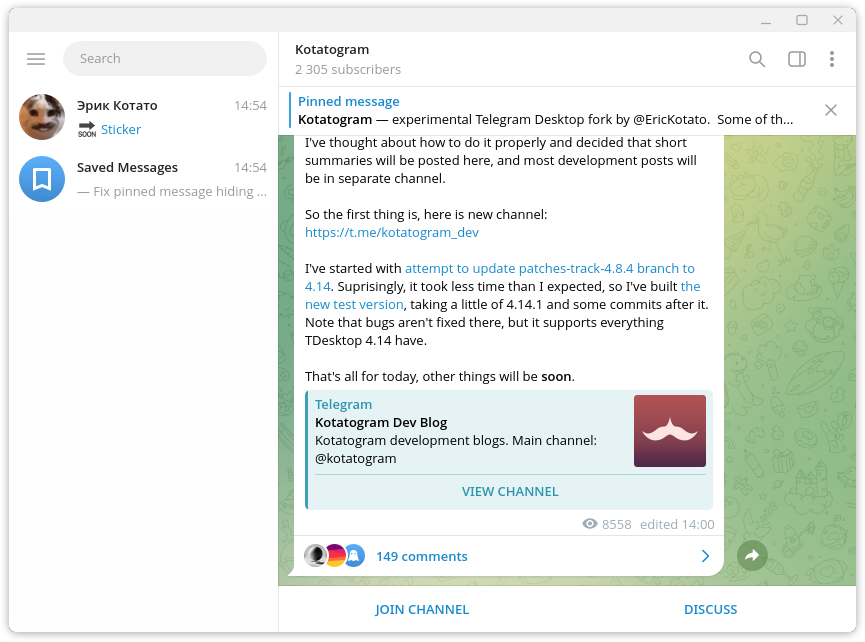 Search
Эрик Котато 14:54
SOON Sticker
Saved Messages 14:54
— Fix pinned message hiding ...
Kotatogram
2 305 subscribers
Pinned message
Kotatogram — experimental Telegram Desktop fork by @EricKotato. Some of th...
I've thought about how to do it properly and decided that short
summaries will be posted here, and most development posts will
be in separate channel.
So the first thing is, here is new channel:
https://t.me/kotatogram_dev
I've started with attempt to update patches-track-4.8.4 branch to
4.14. Suprisingly, it took less time than I expected, so I've built the
new test version, taking a little of 4.14.1 and some commits after it.
Note that bugs aren't fixed there, but it supports everything
TDesktop 4.14 have.
That's all for today, other things will be soon.
Telegram
Kotatogram Dev Blog
Kotatogram development blogs. Main channel:
@kotatogram
VIEW CHANNEL
8558 edited 14:00
149 comments
JOIN CHANNEL
DISCUSS